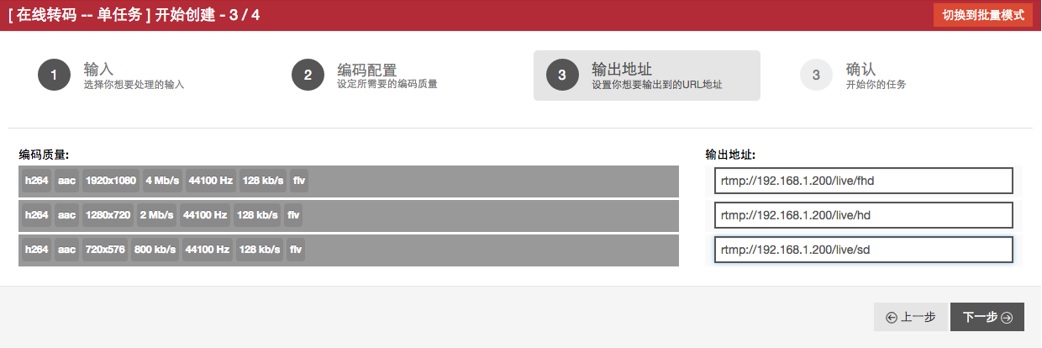 [ 在线转码 -- 单任务 ] 开始创建 - 3 / 4 切换到批量模式
1 输入 2 编码配置 3 输出地址 3 确认
选择你想要处理的输入 设定所需要的编码质量 设置你想要输出到的URL地址 开始你的任务
编码质量: 输出地址:
h264 aac 1920x1080 4 Mb/s 44100 Hz 128 kb/s flv rtmp://192.168.1.200/live/fhd
h264 aac 1280x720 2 Mb/s 44100 Hz 128 kb/s flv rtmp://192.168.1.200/live/hd
h264 aac 720x576 800 kb/s 44100 Hz 128 kb/s flv rtmp://192.168.1.200/live/sd
上一步 下一步